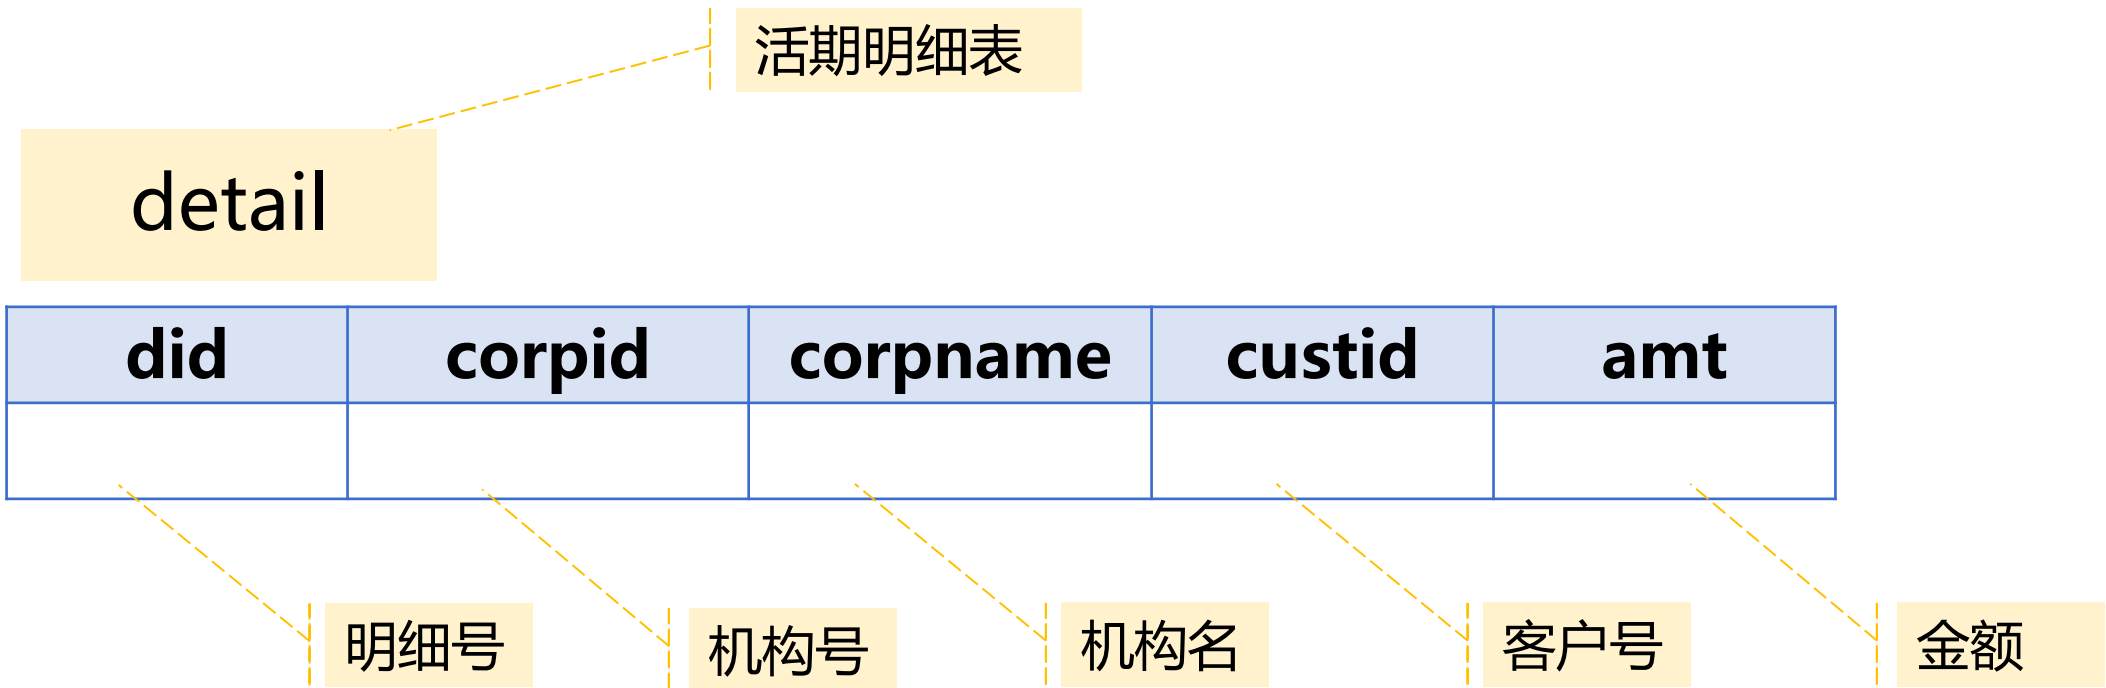 活期明细表
detail
did corpid corpname custid amt
明细号 机构号 机构名 客户号 金额